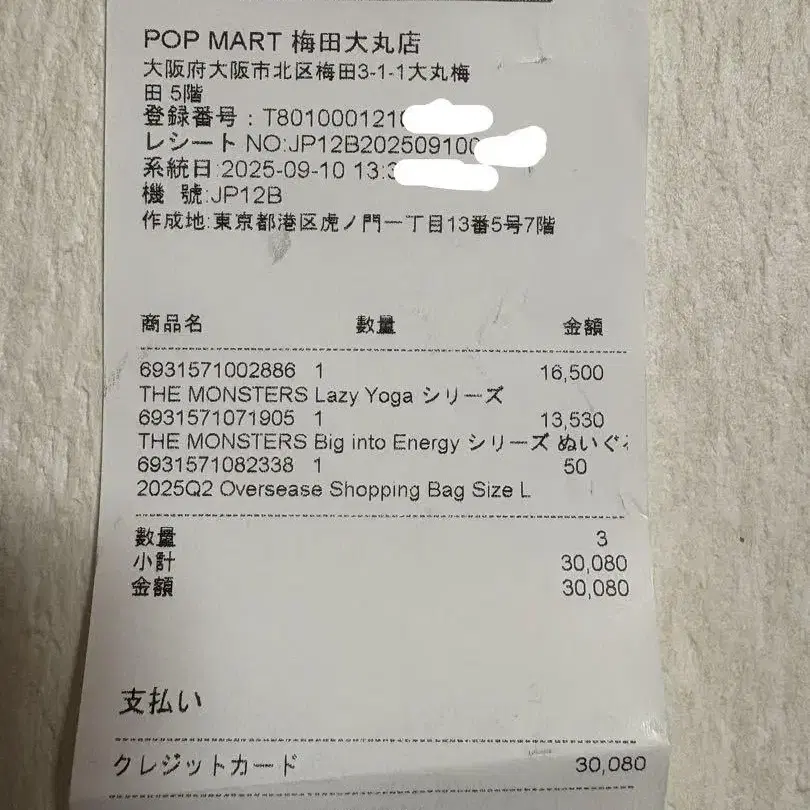 POP MART 梅田大丸店
大阪府大阪市北区梅田3-1-1大丸梅
田 5階
登録番号：T8010001210
レシート NO:JP12B20250910
系統日:2025-09-10 13:3
機 號:JP12B
作成地:東京都港区虎ノ門一丁目13番5号7階
商品名 数量 金額
6931571002886 1 16,500
THE MONSTERS Lazy Yoga シリーズ
6931571071905 1 13,530
THE MONSTERS Big into Energy シリーズ ぬいぐ
6931571082338 1 50
2025Q2 Oversease Shopping Bag Size L
数量 3
小計 30,080
金額 30,080
支払い
クレジットカード 30,080